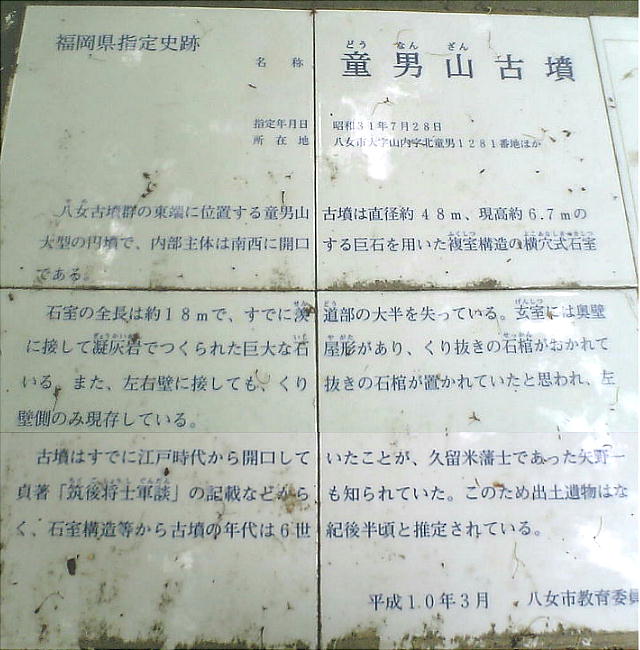 福岡県指定史跡
名称 童男山古墳
どうなんざん
指定年月日 昭和31年7月28日
所在地 八女市大字山内字北童男1281番地ほか
八女古墳群の東端に位置する童男山古墳は直径約48m、現高約6.7mの
大型の円墳で、内部主体は南西に開口する巨石を用いた複室構造の横穴式石室
である。
石室の全長は約18mで、すでに羨道部の大半を失っている。玄室には奥壁
に接して凝灰岩でつくられた巨大な石屋形があり、くり抜きの石棺がおかれて
いる。また、左右壁に接しても、くり抜きの石棺が置かれていたと思われ、左
壁側のみ現存している。
古墳はすでに江戸時代から開口していたことが、久留米藩士であった矢野一
貞著「筑後将士軍談」の記載などからも知られていた。このため出土遺物はな
く、石室構造等から古墳の年代は6世紀後半頃と推定されている。
平成10年3月 八女市教育委員